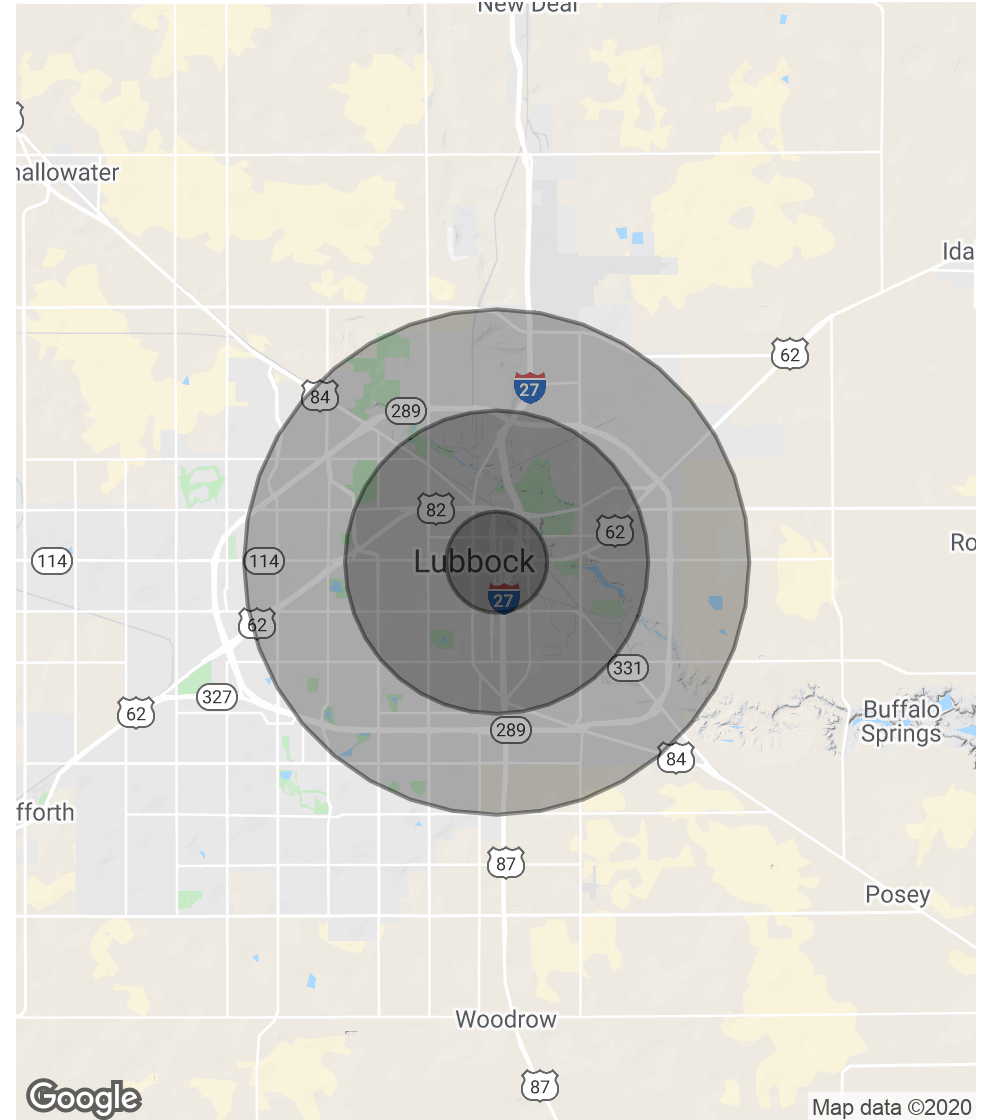 New Deal
hallowater
Ida
62
84
27
289
82
62
Lubbock
Ro
114
114
27
62
331
327
62
Buffalo
Springs
289
84
fforth
87
Posey
Woodrow
87
Google
Map data ©2020